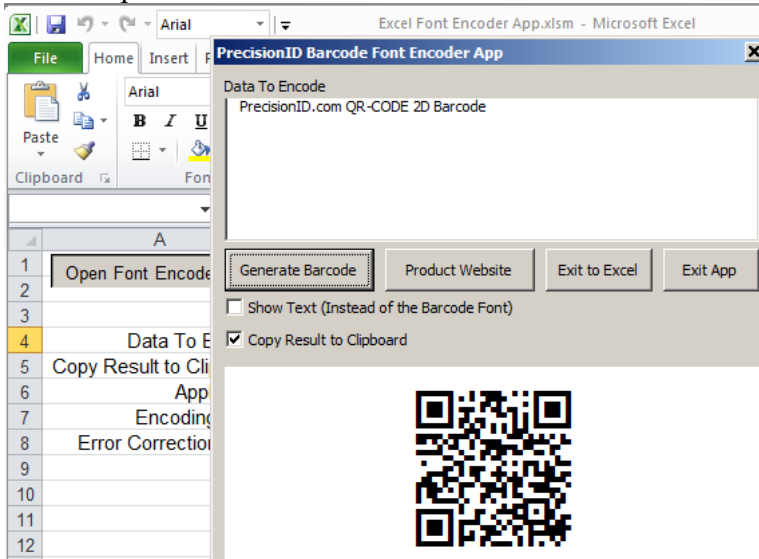 Arial
Excel Font Encoder App.xlsm - Microsoft Excel
File
Home
Insert
PrecisionID Barcode Font Encoder App
Paste
Arial
B I U
Clipboard
Data To Encode
PrecisionID.com QR-CODE 2D Barcode
Generate Barcode
Product Website
Exit to Excel
Exit App
Show Text (Instead of the Barcode Font)
Copy Result to Clipboard
A
1
Open Font Encode
2
3
4
Data To E
5
Copy Result to Cli
6
App
7
Encoding
8
Error Correction
9
10
11
12